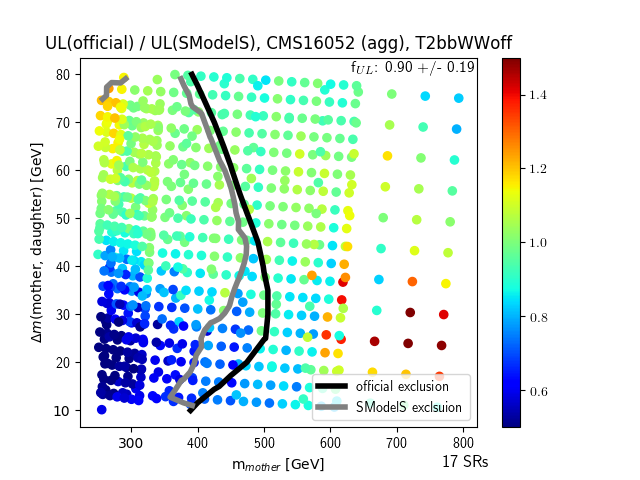 UL(official) / UL(SModelS), CMS16052 (agg), T2bbWWoff
f_UL: 0.90 +/- 0.19
80
70
60
50
40
30
20
10
Δm(mother, daughter) [GeV]
300 400 500 600 700 800
m_mother [GeV]
official exclusion
SModelS exclusion
1.4
1.2
1.0
0.8
0.6
17 SRs